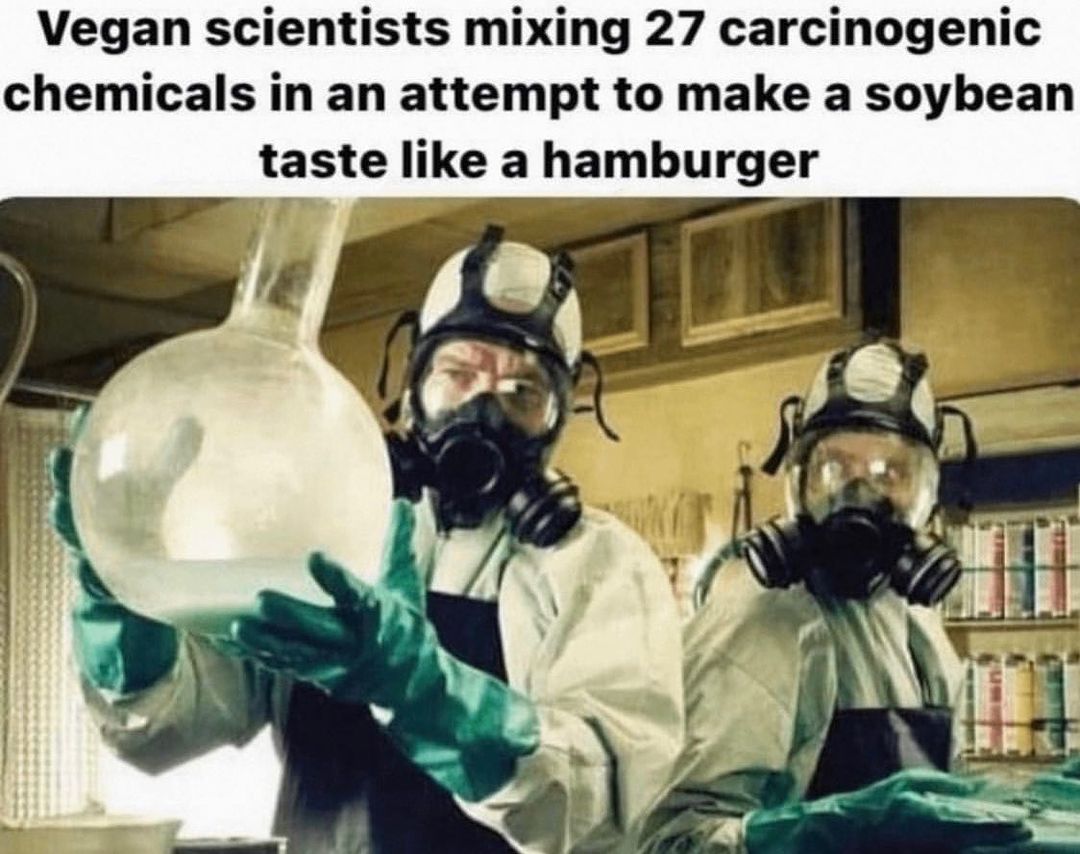 Vegan scientists mixing 27 carcinogenic
chemicals in an attempt to make a soybean
taste like a hamburger